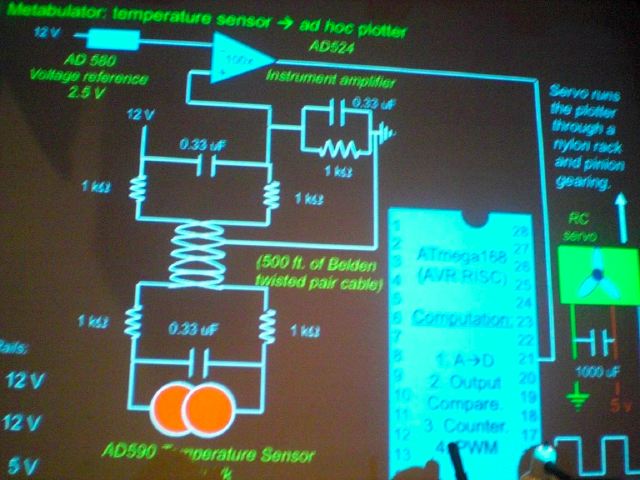 Metabulator: temperature sensor → ad hoc plotter
12 V
100x
AD524
AD 580
Voltage reference
2.5 V
Instrument amplifier
0.33 uF
12 V
0.33 uF
1 kΩ
1 kΩ
1 kΩ
Servo runs
the plotter
through a
nylon rack
and pinion
gearing.
RC
servo
(500 ft. of Belden
twisted pair cable)
1 kΩ
0.33 uF
1 kΩ
1
2
3
4
5
6
7
8
9
10
11
12
13
28
27
26
25
24
23
22
21
20
19
18
17
ATmega168
(AVR RISC)
Computation:
1. A→D
2. Output
Compare.
3. Counter.
PWM
1000 uF
5 v
12 V
12 V
5 V
AD590
Sensor